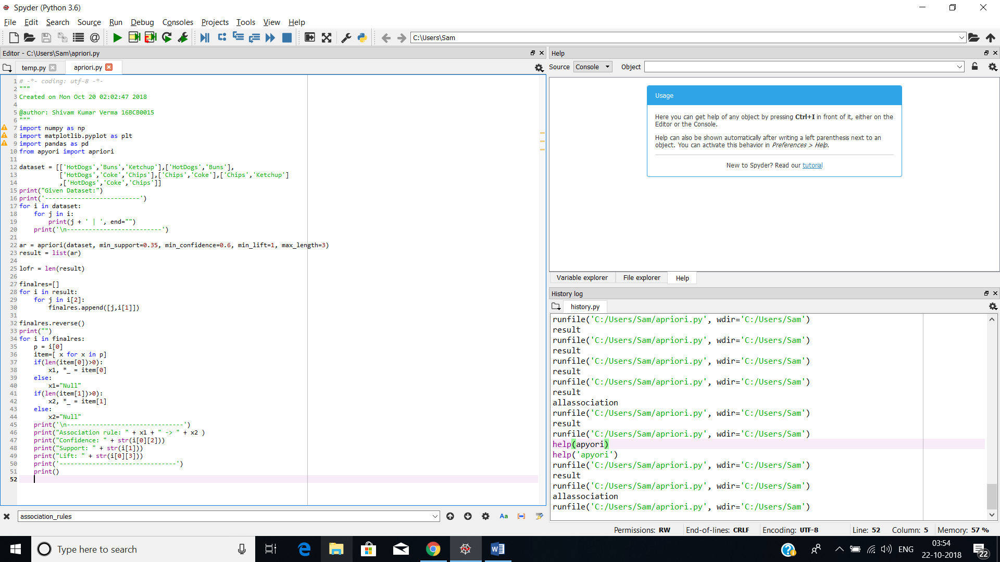 Spyder (Python 3.6)
File Edit Search Source Run Debug Consoles Projects Tools View Help
C:\Users\Sam
Editor - C:\Users\Sam\apriori.py
temp.py apriori.py
1 # -*- coding: utf-8 -*-
2 """
3 Created on Mon Oct 20 02:02:47 2018
4
5 @author: Shivam Kumar Verma 16BCB0015
6 """
7 import numpy as np
8 import matplotlib.pyplot as plt
9 import pandas as pd
10 from apyori import apriori
11
12 dataset = [['HotDogs','Buns','Ketchup'],['HotDogs','Buns'],
13            ['HotDogs','Coke','Chips'],['Chips','Coke'],['Chips','Ketchup']
14            ,['HotDogs','Coke','Chips']]
15 print("Given Dataset:")
16 print('--------------------------')
17 for i in dataset:
18     for j in i:
19         print(j + ' | ', end="")
20     print('\n--------------------------')
21
22 ar = apriori(dataset, min_support=0.35, min_confidence=0.6, min_lift=1, max_length=3)
23 result = list(ar)
24
25 lofr = len(result)
26
27 finalres=[]
28 for i in result:
29     for j in i[2]:
30         finalres.append([j,i[1]])
31
32 finalres.reverse()
33 print("")
34 for i in finalres:
35     p = i[0]
36     item=[ x for x in p]
37     if(len(item[0])>0):
38         x1, *_ = item[0]
39     else:
40         x1="Null"
41     if(len(item[1])>0):
42         x2, *_ = item[1]
43     else:
44         x2="Null"
45     print('\n--------------------------------')
46     print("Association rule: " + x1 + " -> " + x2 )
47     print("Confidence: " + str(i[0][2]))
48     print("Support: " + str(i[1]))
49     print("Lift: " + str(i[0][3]))
50     print('--------------------------------')
51     print()
52
association_rules
Aa
Help
Source Console Object
Usage
Here you can get help of any object by pressing Ctrl+I in front of it, either on the
Editor or the Console.
Help can also be shown automatically after writing a left parenthesis next to an
object. You can activate this behavior in Preferences > Help.
New to Spyder? Read our tutorial
Variable explorer File explorer Help
History log
history.py
runfile('C:/Users/Sam/apriori.py', wdir='C:/Users/Sam')
result
runfile('C:/Users/Sam/apriori.py', wdir='C:/Users/Sam')
result
runfile('C:/Users/Sam/apriori.py', wdir='C:/Users/Sam')
result
runfile('C:/Users/Sam/apriori.py', wdir='C:/Users/Sam')
result
allassociation
runfile('C:/Users/Sam/apriori.py', wdir='C:/Users/Sam')
result
runfile('C:/Users/Sam/apriori.py', wdir='C:/Users/Sam')
help(apyori)
help('apyori')
runfile('C:/Users/Sam/apriori.py', wdir='C:/Users/Sam')
result
runfile('C:/Users/Sam/apriori.py', wdir='C:/Users/Sam')
allassociation
runfile('C:/Users/Sam/apriori.py', wdir='C:/Users/Sam')
Permissions: RW End-of-lines: CRLF Encoding: UTF-8 Line: 52 Column: 5 Memory: 57 %
Type here to search
ENG
03:54
22-10-2018
22